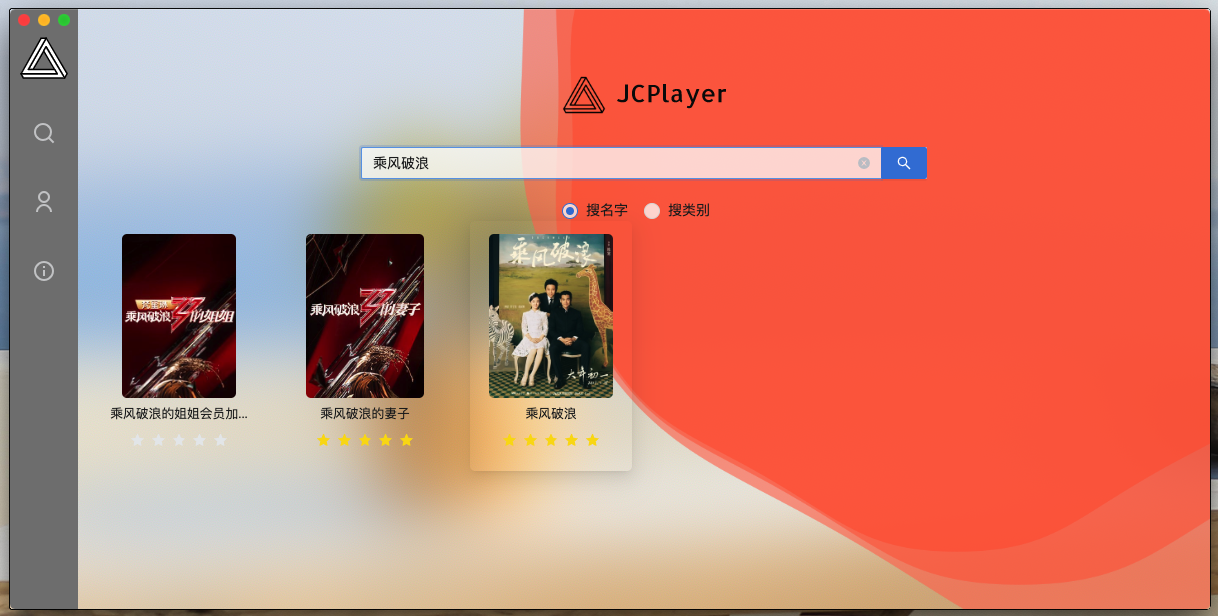 JCPlayer
乘风破浪
搜名字
搜类别
乘风破浪 的姐姐
乘风破浪 的妻子
乘风破浪
大年初一
乘风破浪的姐姐会员加...
乘风破浪的妻子
乘风破浪